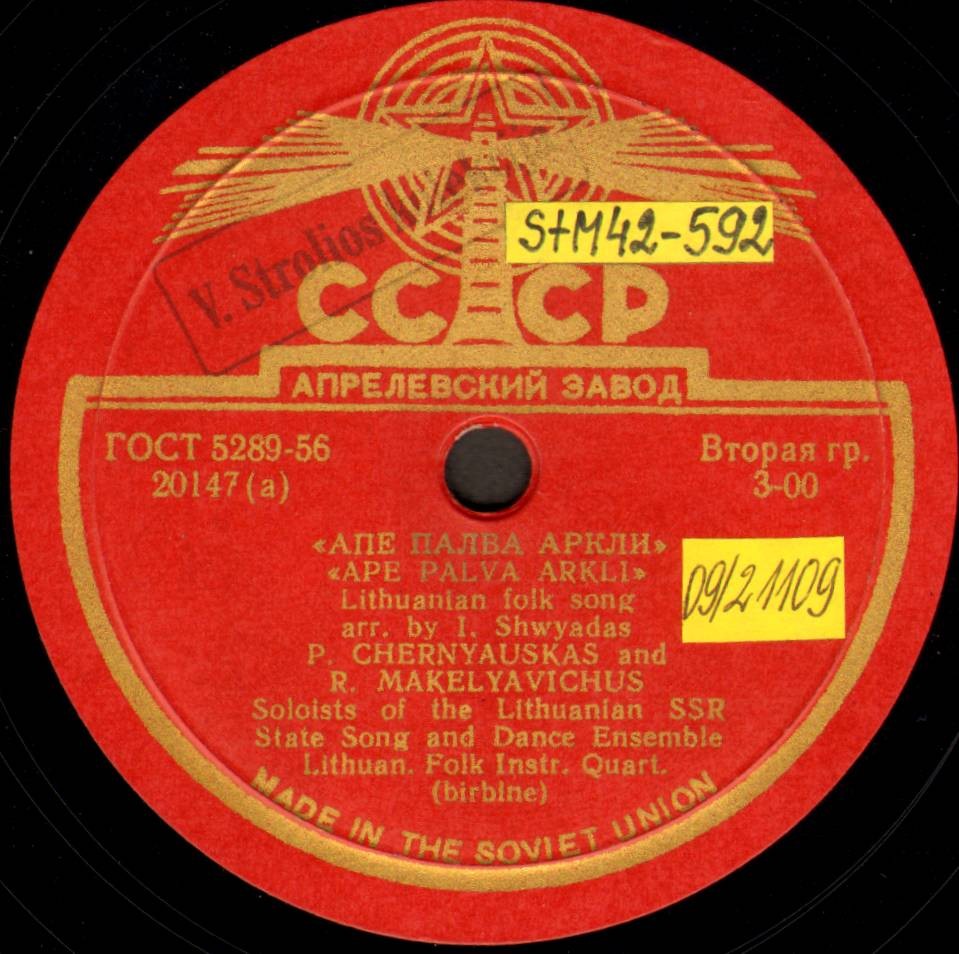 V. Strolios
StM42-592
СССР
АПРЕЛЕВСКИЙ ЗАВОД
ГОСТ 5289-56
20147 (а)
Вторая гр.
3-00
«АПЕ ПАЛВА АРКЛИ»
«APE PALVA ARKLI»
Lithuanian folk song
arr. by I. Shwyadas
P. CHERNYAUSKAS and
R. MAKELYAVICHUS
Soloists of the Lithuanian SSR
State Song and Dance Ensemble
Lithuan. Folk Instr. Quart.
(birbine)
09/21109
MADE IN THE SOVIET UNION